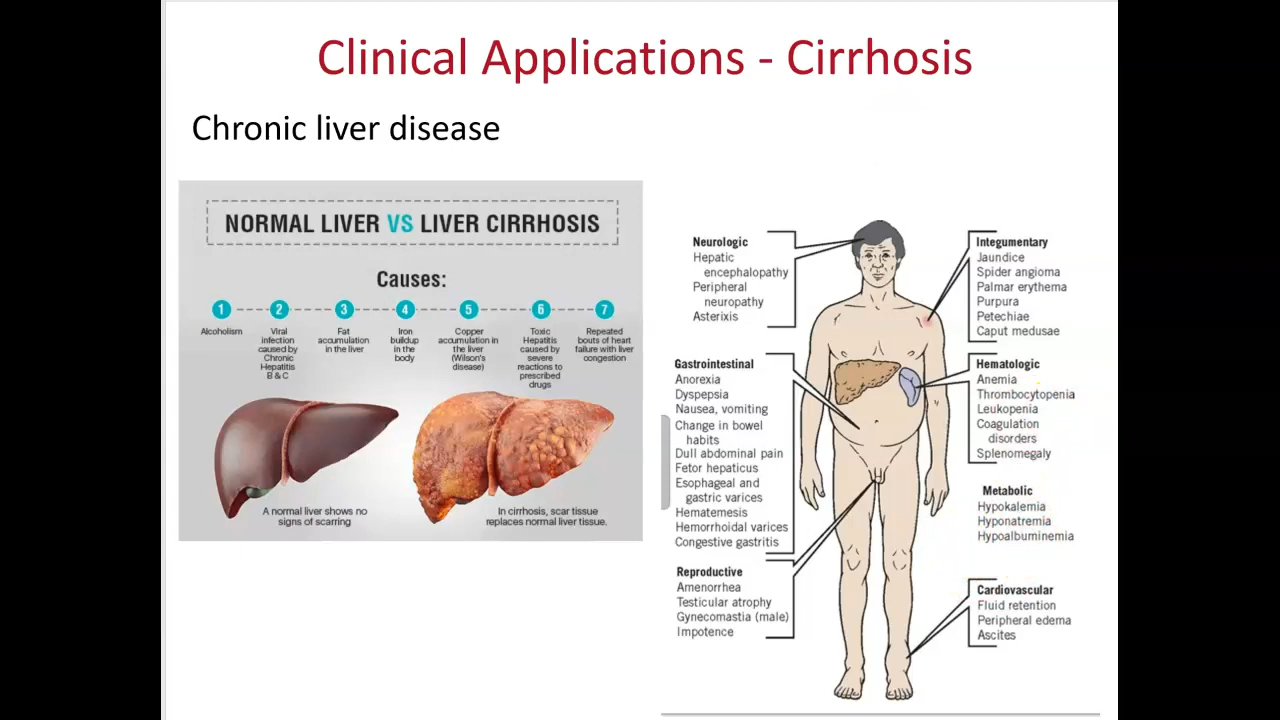 Clinical Applications - Cirrhosis
Chronic liver disease
NORMAL LIVER VS LIVER CIRRHOSIS
Causes:
1
2
3
4
5
6
7
Alcoholism
Viral
infection
caused by
Chronic
Hepatitis
B & C
Fat
accumulation
in the liver
Iron
buildup
in the
body
Copper
accumulation in
the liver
(Wilson's
disease)
Toxic
Hepatitis
caused by
severe
reactions to
prescribed
drugs
Repeated
bouts of heart
failure with liver
congestion
A normal liver shows no
signs of scarring
In cirrhosis, scar tissue
replaces normal liver tissue.
Neurologic
Hepatic
encephalopathy
Peripheral
neuropathy
Asterixis
Gastrointestinal
Anorexia
Dyspepsia
Nausea, vomiting
Change in bowel
habits
Dull abdominal pain
Fetor hepaticus
Esophageal and
gastric varices
Hematemesis
Hemorrhoidal varices
Congestive gastritis
Reproductive
Amenorrhea
Testicular atrophy
Gynecomastia (male)
Impotence
Integumentary
Jaundice
Spider angioma
Palmar erythema
Purpura
Petechiae
Caput medusae
Hematologic
Anemia
Thrombocytopenia
Leukopenia
Coagulation
disorders
Splenomegaly
Metabolic
Hypokalemia
Hyponatremia
Hypoalbuminemia
Cardiovascular
Fluid retention
Peripheral edema
Ascites